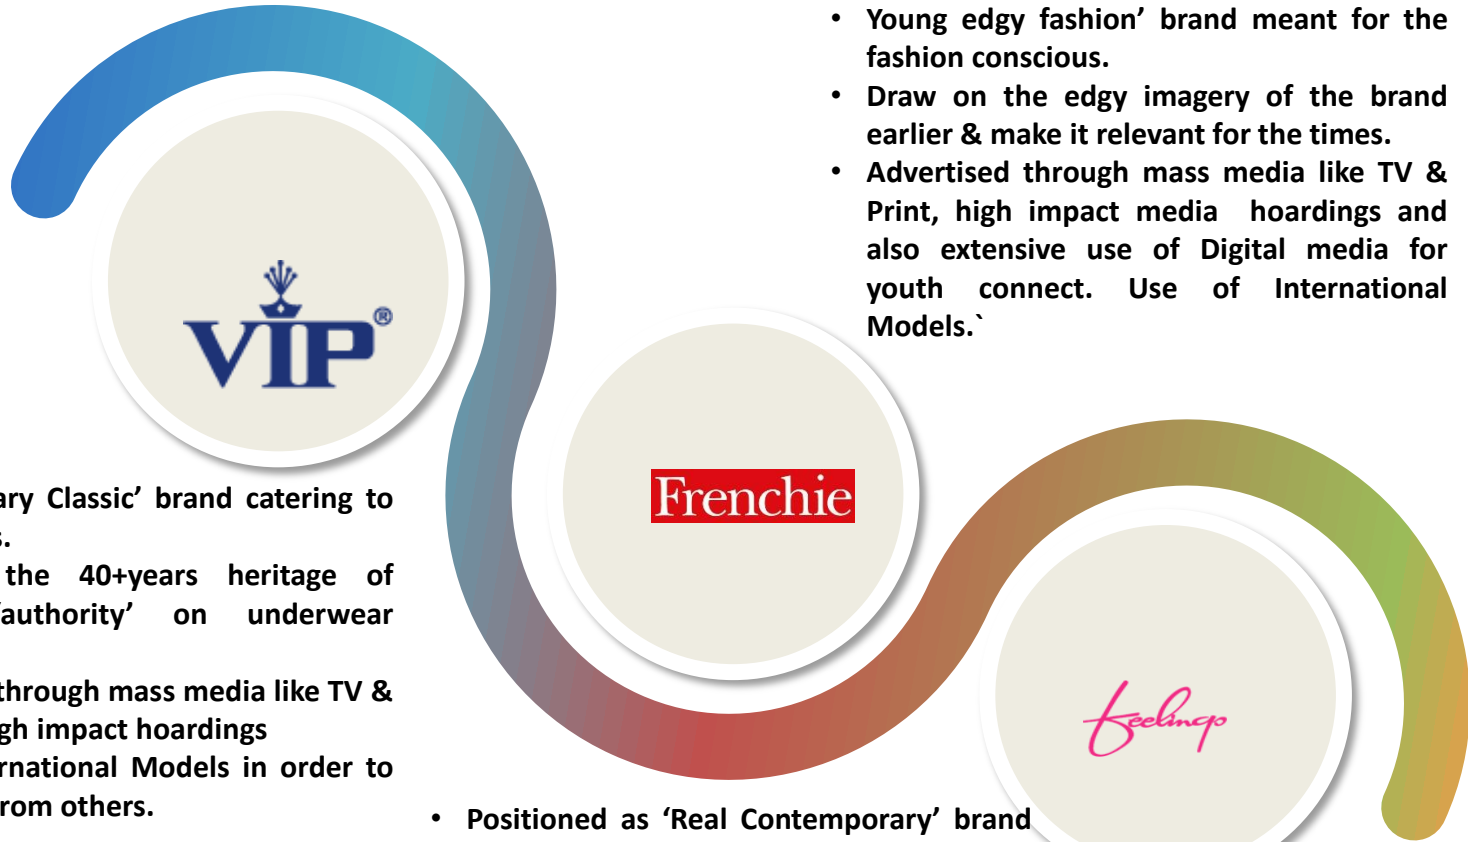 • Young edgy fashion’ brand meant for the
fashion conscious.
• Draw on the edgy imagery of the brand
earlier & make it relevant for the times.
• Advertised through mass media like TV &
Print, high impact media hoardings and
also extensive use of Digital media for
youth connect. Use of International
Models.`
VIP®
Frenchie
ary Classic’ brand catering to
s.
the 40+years heritage of
‘authority’ on underwear
through mass media like TV &
gh impact hoardings
rnational Models in order to
from others.
feelings
• Positioned as ‘Real Contemporary’ brand